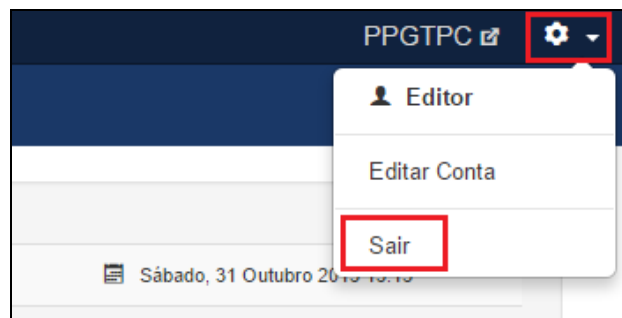 PPGTPC
Editor
Editar Conta
Sair
Sábado, 31 Outubro